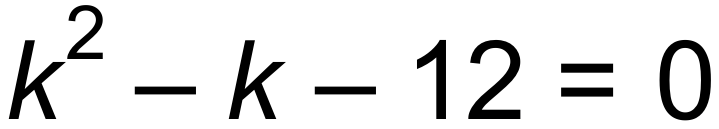 k² – k – 12 = 0